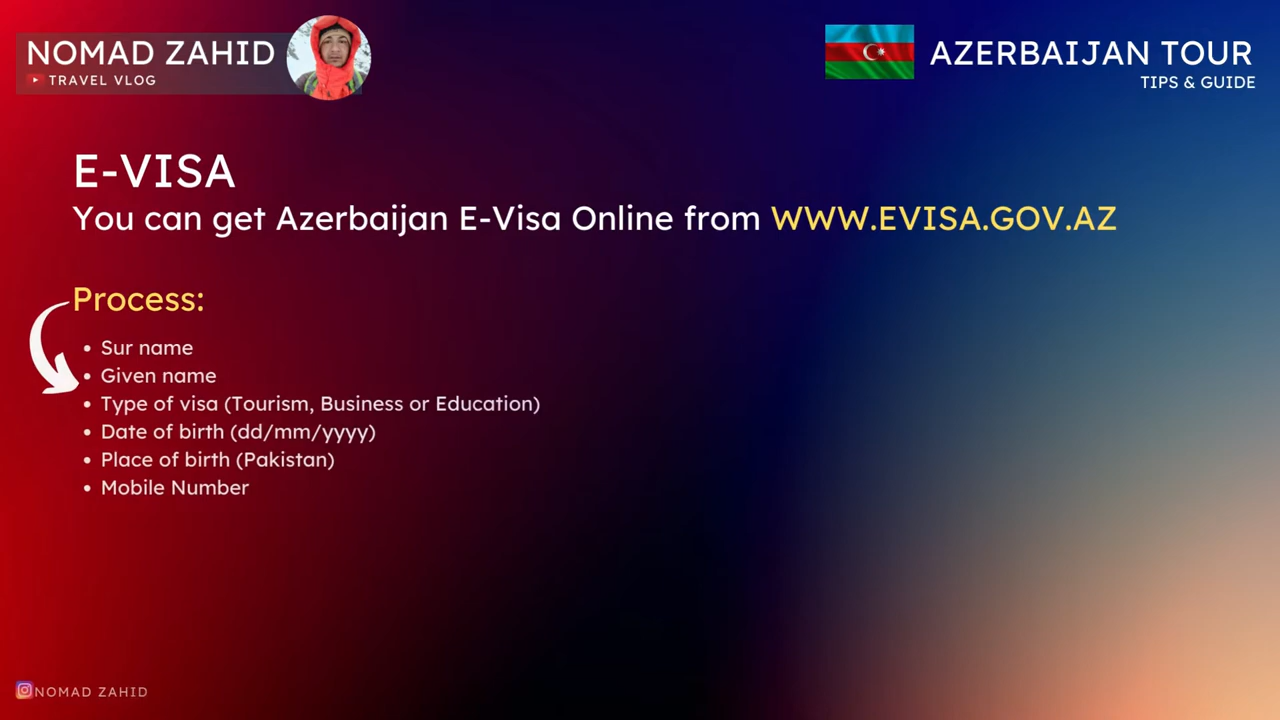 NOMAD ZAHID
TRAVEL VLOG
AZERBAIJAN TOUR
TIPS & GUIDE
E-VISA
You can get Azerbaijan E-Visa Online from WWW.EVISA.GOV.AZ
Process:
• Sur name
• Given name
• Type of visa (Tourism, Business or Education)
• Date of birth (dd/mm/yyyy)
• Place of birth (Pakistan)
• Mobile Number
NOMAD ZAHID